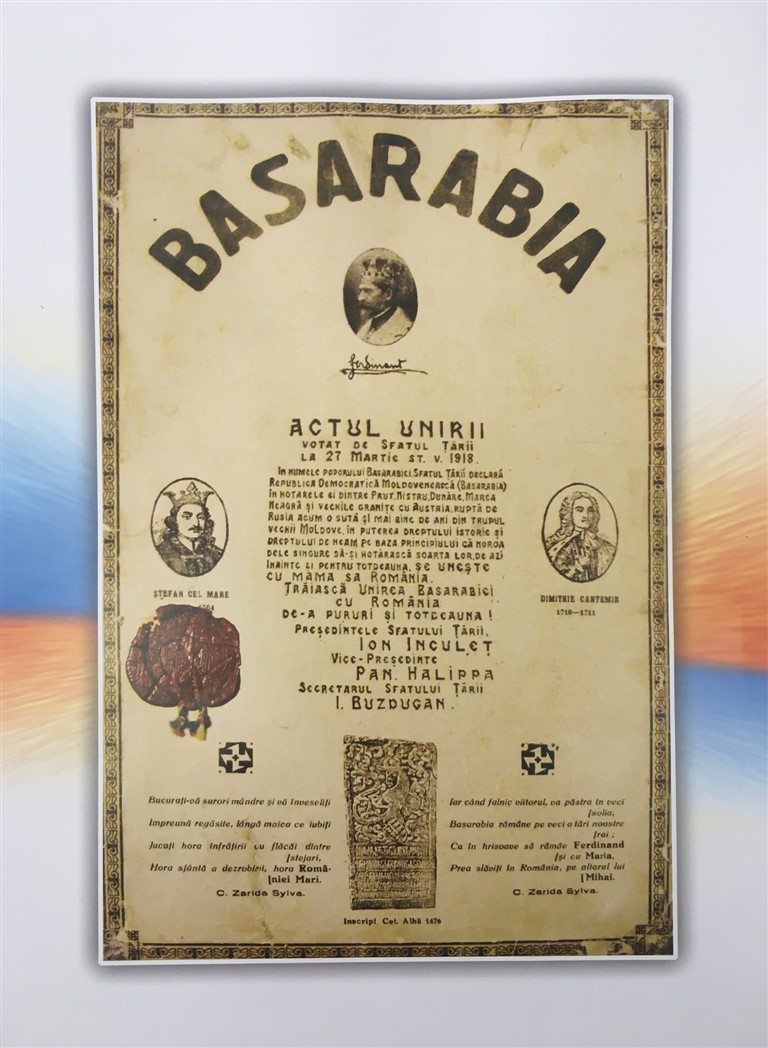 BASARABIA
Ferdinand
ACTUL UNIRII
VOTAT DE SFATUL ȚĂRII
LA 27 MARTIE ST. V. 1918.
ÎN NUMELE POPORULUI BASARABIEI, SFATUL ȚĂRII DECLARĂ
REPUBLICA DEMOCRATICĂ MOLDOVENEASCĂ (BASARABIA)
ÎN HOTARELE EI DINTRE PRUT, NISTRU, DUNĂRE, MAREA
NEAGRĂ ȘI VECHILE GRANIȚE CU AUSTRIA, RUPTĂ DE
RUSIA ACUM O SUTĂ ȘI MAI BINE DE ANI DIN TRUPUL
VECHII MOLDOVE, ÎN PUTEREA DREPTULUI ISTORIC ȘI
DREPTULUI DE NEAM, PE BAZA PRINCIPIULUI CĂ NOROA
DELE SINGURE SĂ-ȘI HOTĂRASCĂ SOARTA LOR, DE AZI
ÎNAINTE ȘI PENTRU TOTDEAUNA, SE UNEȘTE
CU MAMA SA ROMÂNIA.
TRĂIASCĂ UNIREA BASARABIEI
CU ROMÂNIA
DE-A PURURI ȘI TOTDEAUNA!
PREȘEDINTELE SFATULUI ȚĂRII,
ION INCULEȚ
VICE-PREȘEDINTE
PAN. HALIPPA
SECRETARUL SFATULUI ȚĂRII
I. BUZDUGAN.
ȘTEFAN CEL MARE
DIMITRIE CANTEMIR
1710—1711
Bucurați-vă surori mândre și vă înveseliți
Impreună regăsite, lângă maica ce iubiți
Jucați hora înfrățirii cu flăcăi dintre
[stejari,
Hora sfântă a dezrobirii, hora Româ-
[niei Mari.
C. Zarida Sylva.
Iar când falnic viitorul, va păstra în veci
[solia,
Basarabia rămâne pe veci a țări noastre
[rai;
Ca în hrisoave să rămâe Ferdinand
[și cu Maria,
Prea slăviți în România, pe altarul lui
[Mihai.
C. Zarida Sylva.
Inscript Cet. Albă 1476